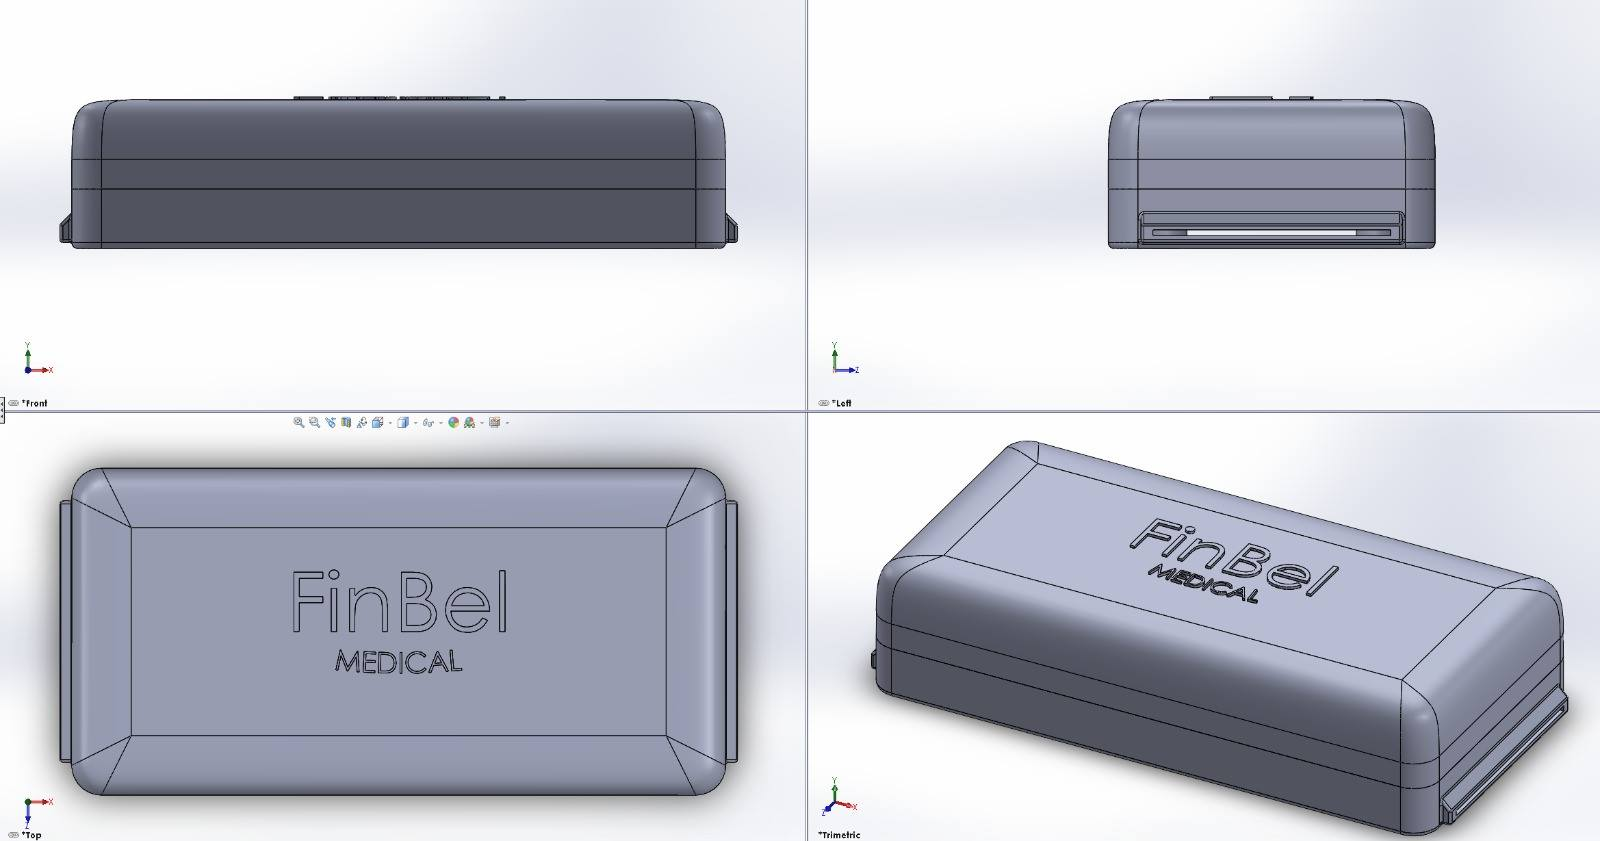 Y
X
*Front
Y
Z
*Left
FinBel
MEDICAL
X
Z
*Top
FinBel
MEDICAL
Y
X
Z
*Trimetric